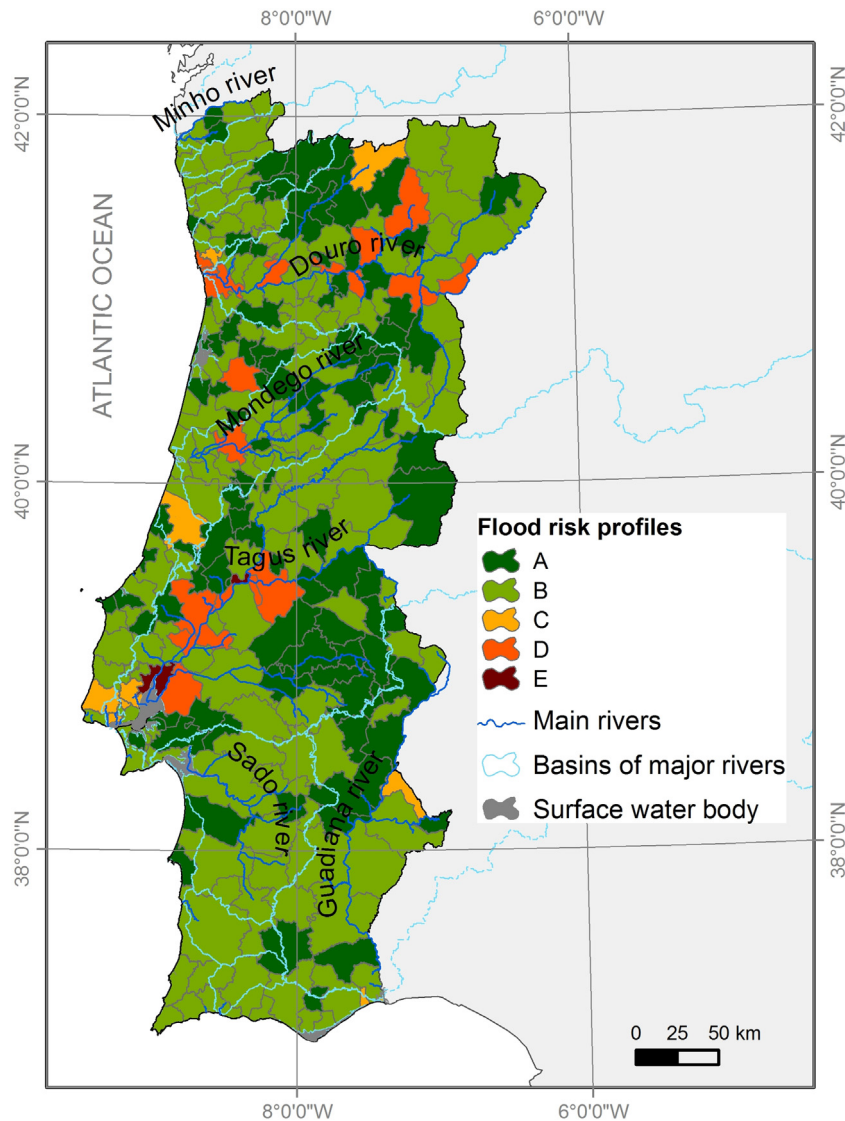 8°0'0"W
6°0'0"W
42°0'0"N
42°0'0"N
Minho river
ATLANTIC OCEAN
Douro river
Mondego river
40°0'0"N
40°0'0"N
Tagus river
Flood risk profiles
A
B
C
D
E
Main rivers
Basins of major rivers
Surface water body
Sado river
Guadiana river
38°0'0"N
38°0'0"N
0 25 50 km
8°0'0"W
6°0'0"W